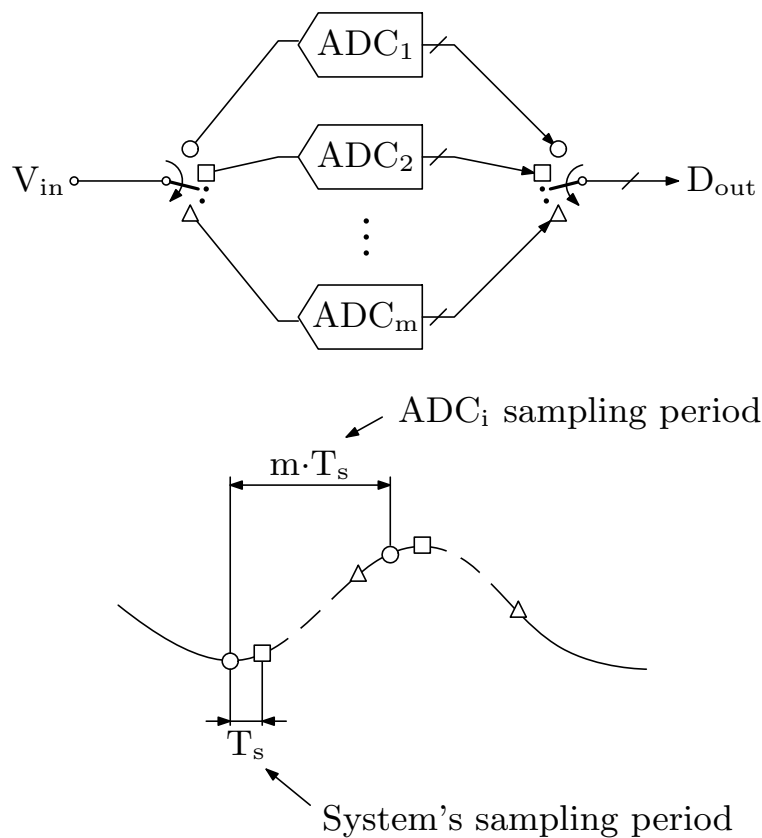 ADC₁
V_in
ADC₂
D_out
ADC_m
ADC_i sampling period
m·T_s
T_s
System's sampling period